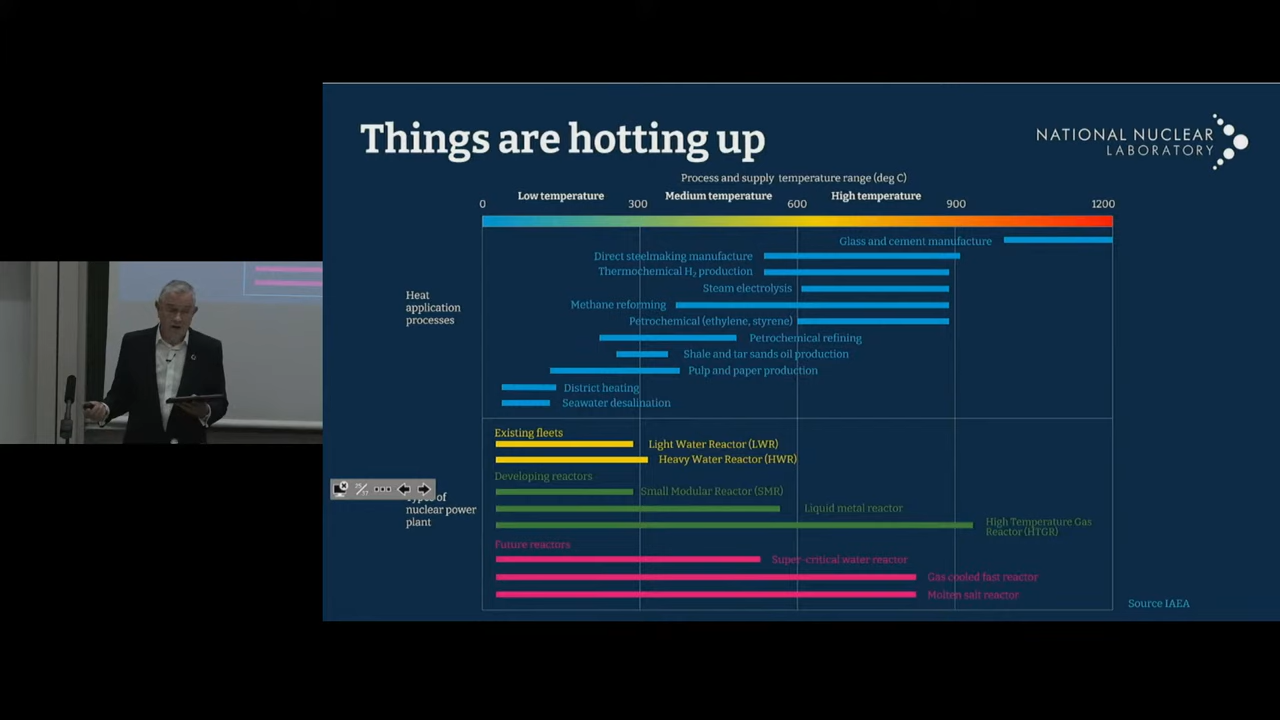 Things are hotting up
NATIONAL NUCLEAR
LABORATORY
Process and supply temperature range (deg C)
Low temperature
Medium temperature
High temperature
0
300
600
900
1200
Heat
application
processes
Glass and cement manufacture
Direct steelmaking manufacture
Thermochemical H₂ production
Steam electrolysis
Methane reforming
Petrochemical (ethylene, styrene)
Petrochemical refining
Shale and tar sands oil production
Pulp and paper production
District heating
Seawater desalination
Types of
nuclear power
plant
Existing fleets
Light Water Reactor (LWR)
Heavy Water Reactor (HWR)
Developing reactors
Small Modular Reactor (SMR)
Liquid metal reactor
High Temperature Gas
Reactor (HTGR)
Future reactors
Super-critical water reactor
Gas cooled fast reactor
Molten salt reactor
Source IAEA